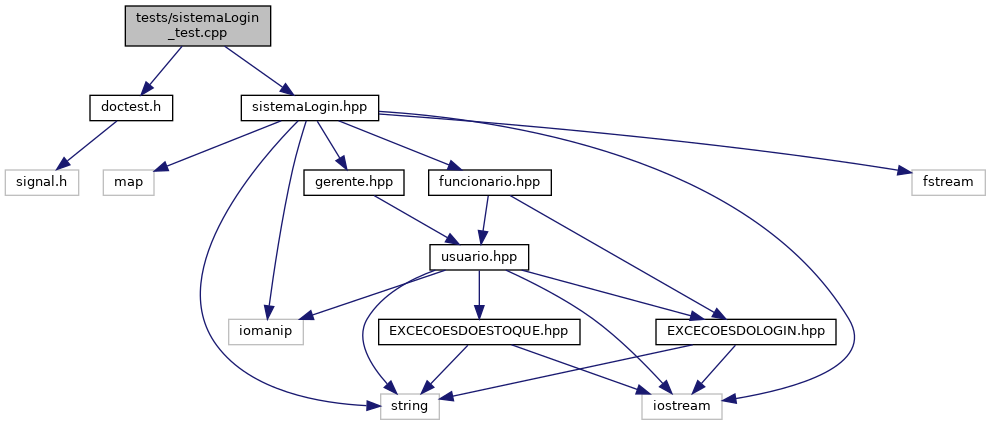 tests/sistemaLogin
_test.cpp
doctest.h
sistemaLogin.hpp
signal.h
map
gerente.hpp
funcionario.hpp
fstream
usuario.hpp
iomanip
EXCECOESDOESTOQUE.hpp
EXCECOESDOLOGIN.hpp
string
iostream